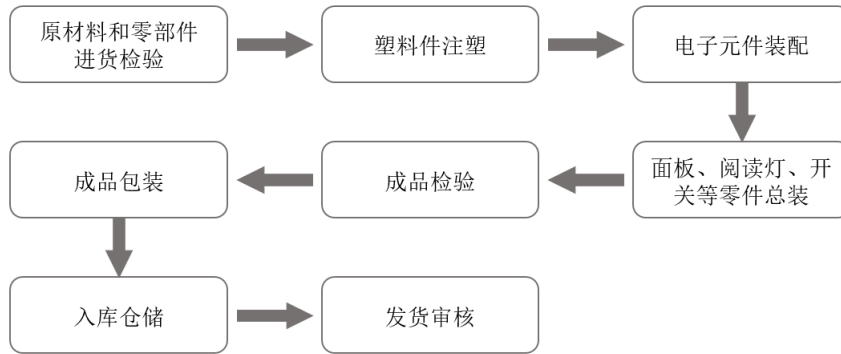 原材料和零部件
进货检验
塑料件注塑
电子元件装配
面板、阅读灯、开
关等零件总装
成品检验
成品包装
入库仓储
发货审核